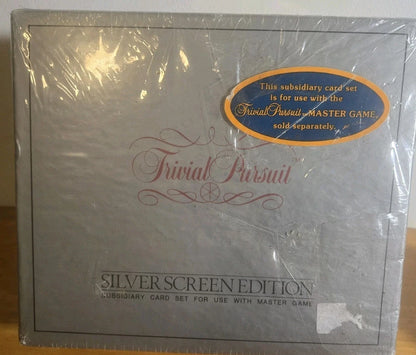 This subsidiary card set
is for use with the
Trivial Pursuit MASTER GAME,
sold separately.
Trivial Pursuit
SILVER SCREEN EDITION
SUBSIDIARY CARD SET FOR USE WITH MASTER GAME